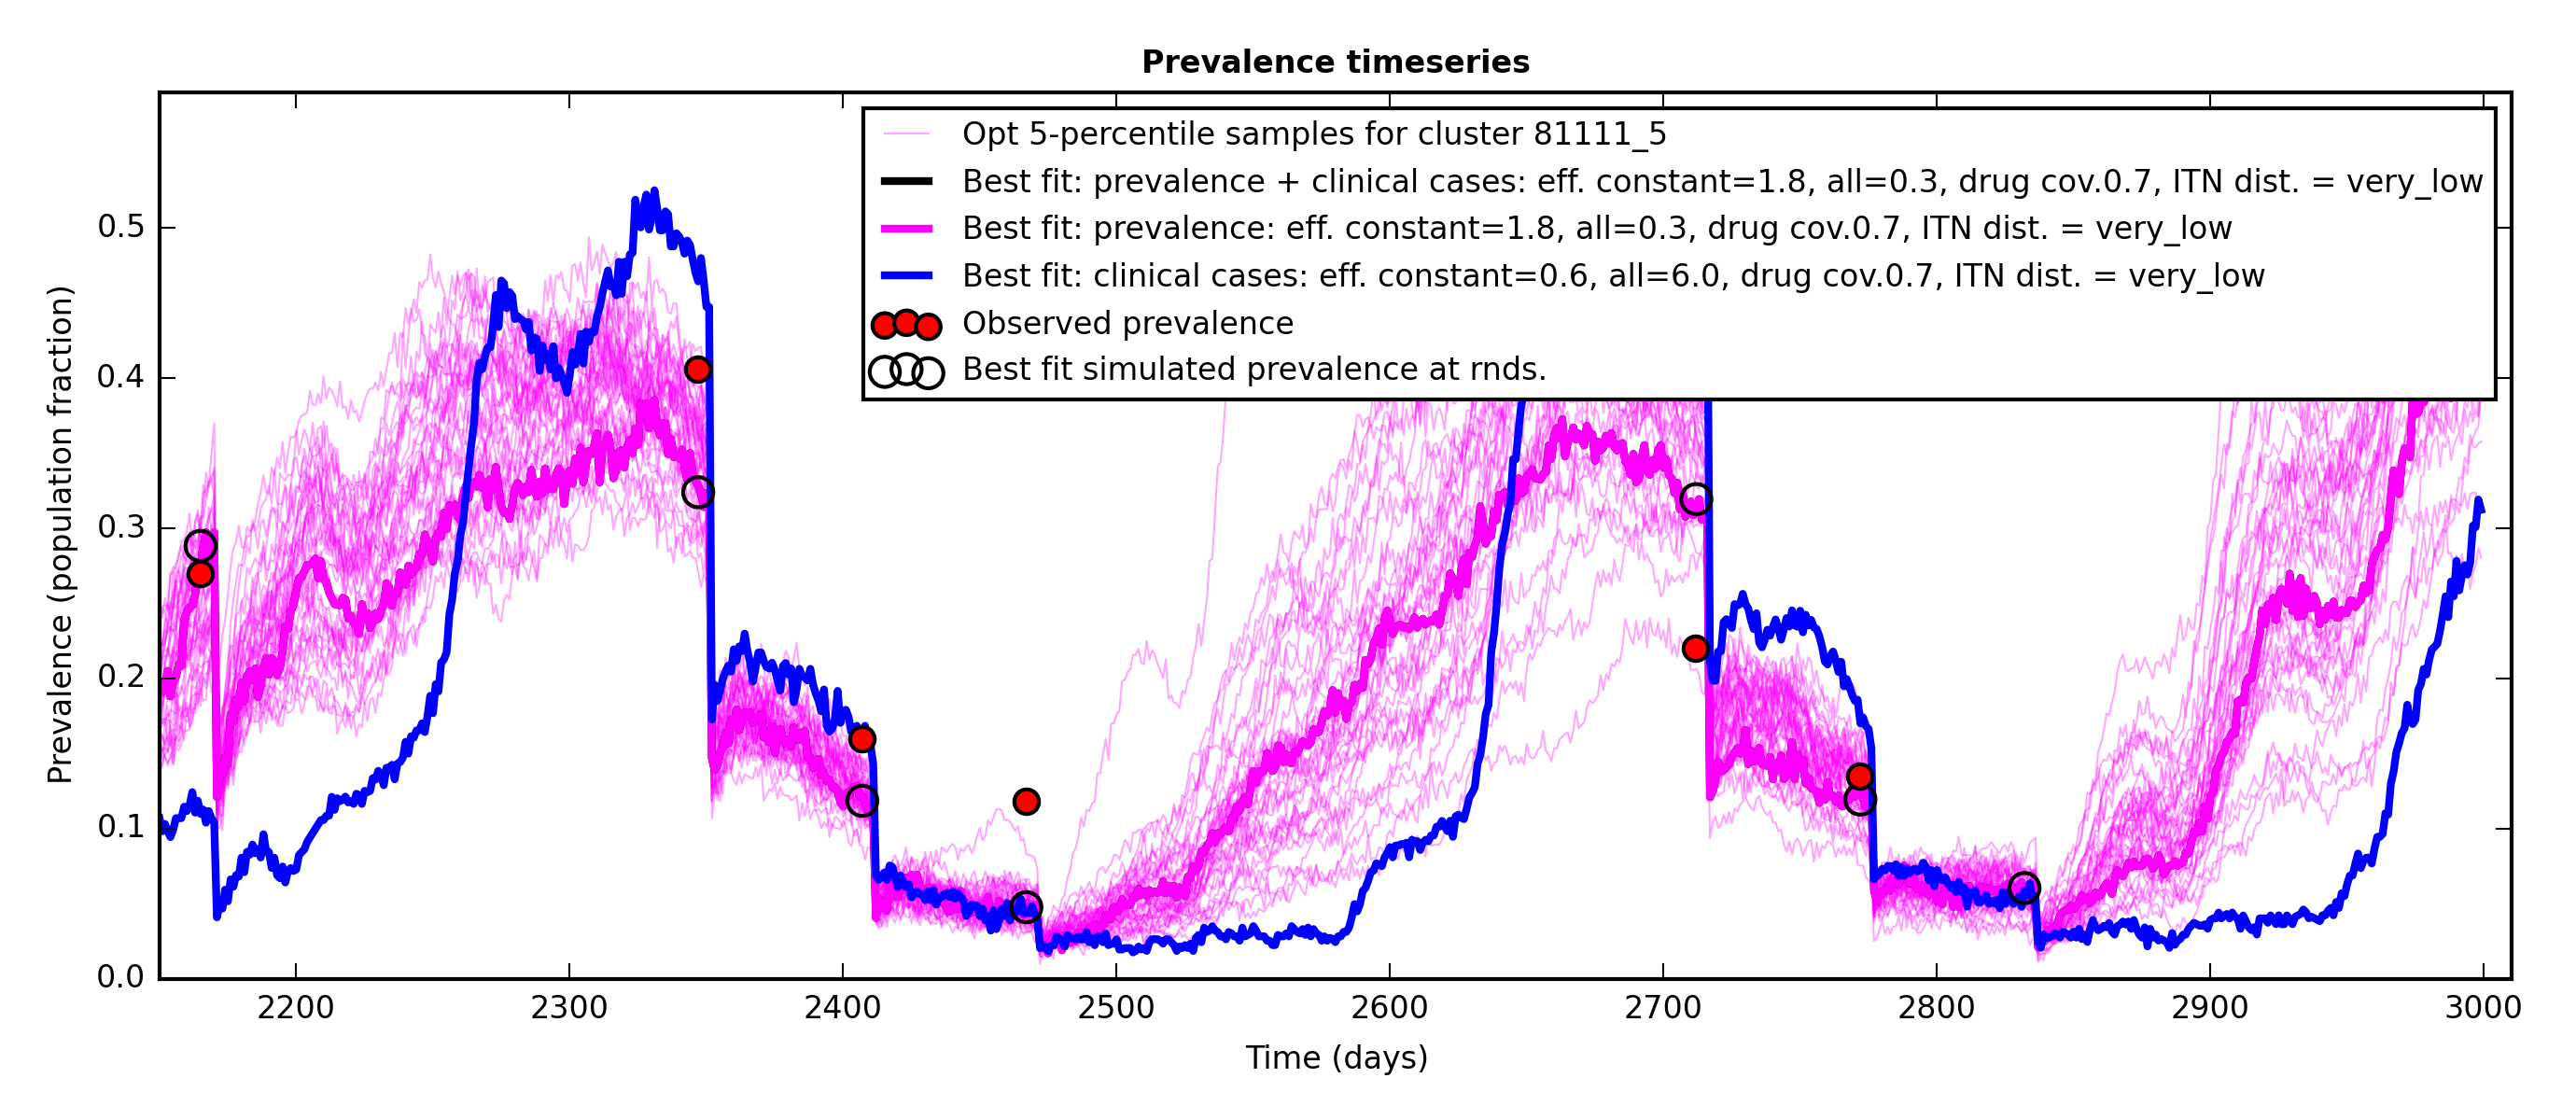 Prevalence timeseries
Opt 5-percentile samples for cluster 81111_5
Best fit: prevalence + clinical cases: eff. constant=1.8, all=0.3, drug cov.0.7, ITN dist. = very_low
Best fit: prevalence: eff. constant=1.8, all=0.3, drug cov.0.7, ITN dist. = very_low
Best fit: clinical cases: eff. constant=0.6, all=6.0, drug cov.0.7, ITN dist. = very_low
Observed prevalence
Best fit simulated prevalence at rnds.
Prevalence (population fraction)
0.5
0.4
0.3
0.2
0.1
0.0
2200 2300 2400 2500 2600 2700 2800 2900 3000
Time (days)